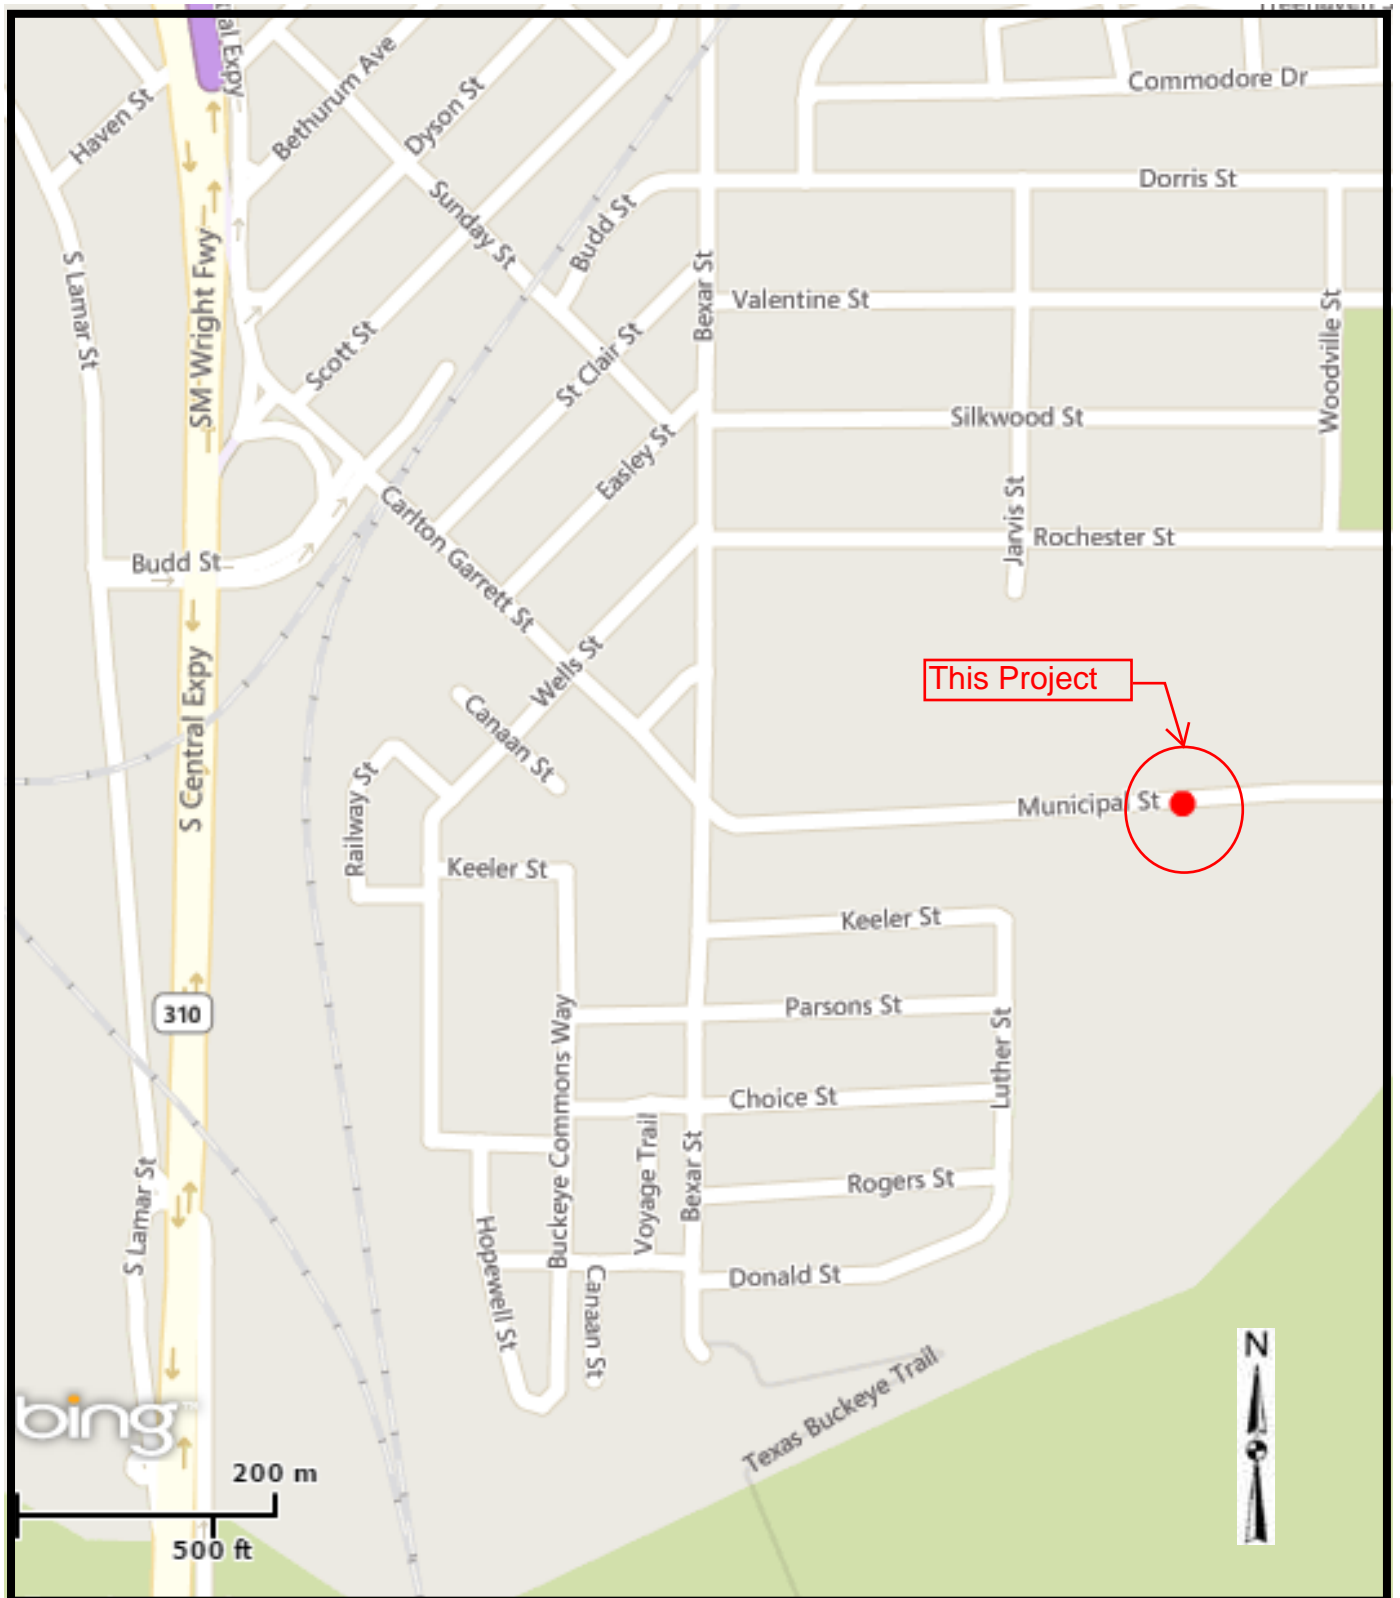 Haven St
Bethurum Ave
Dyson St
Commodore Dr
Sunday St
Budd St
Dorris St
S Lamar St
SM Wright Fwy
Bexar St
Valentine St
Woodville St
Scott St
St Clair St
Silkwood St
Easley St
Jarvis St
Rochester St
Carlton Garrett St
Budd St
Wells St
This Project
S Central Expy
Canaan St
Railway St
Municipal St
Keeler St
Keeler St
310
Parsons St
Buckeye Commons Way
Luther St
Choice St
Voyage Trail
Bexar St
S Lamar St
Rogers St
Hopewell St
Canaan St
Donald St
Texas Buckeye Trail
N
bing™
200 m
500 ft